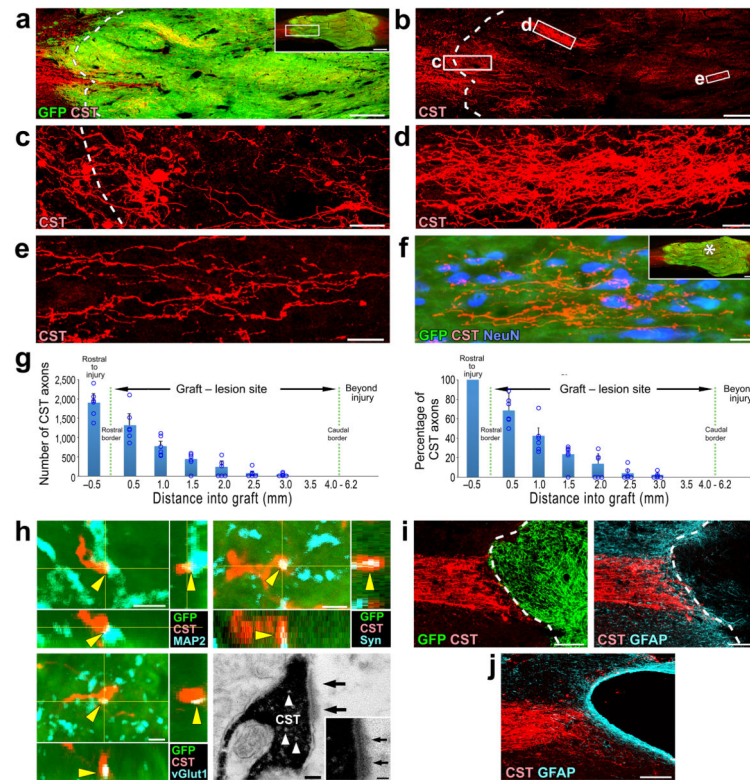 a
GFP CST
b
c
d
e
CST
c
CST
d
CST
e
CST
f
*
GFP CST NeuN
g
Number of CST axons
2,500
2,000
1,500
1,000
500
0
Rostral to injury
Rostral border
Graft – lesion site
Beyond injury
Caudal border
–0.5 0.5 1.0 1.5 2.0 2.5 3.0 3.5 4.0 - 6.2
Distance into graft (mm)
Percentage of CST axons
100
80
60
40
20
0
Rostral to injury
Rostral border
Graft – lesion site
Beyond injury
Caudal border
–0.5 0.5 1.0 1.5 2.0 2.5 3.0 3.5 4.0 - 6.2
Distance into graft (mm)
h
GFP
CST
MAP2
GFP
CST
Syn
GFP
CST
vGlut1
CST
i
GFP CST
CST GFAP
j
CST GFAP